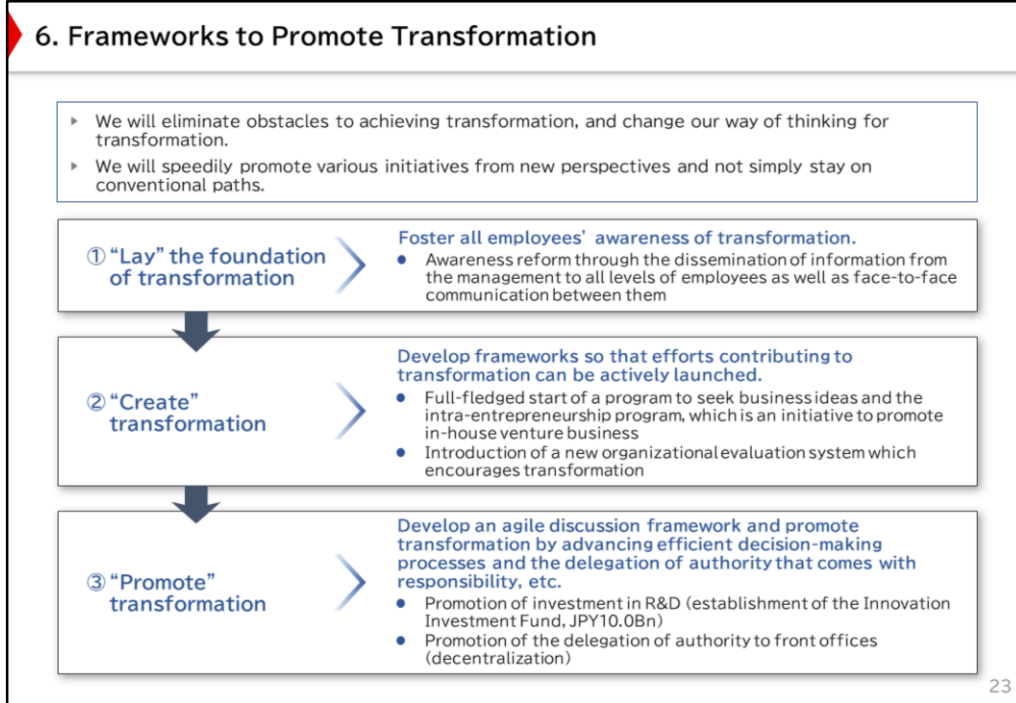 6. Frameworks to Promote Transformation
▸ We will eliminate obstacles to achieving transformation, and change our way of thinking for
transformation.
▸ We will speedily promote various initiatives from new perspectives and not simply stay on
conventional paths.
① “Lay” the foundation
of transformation
Foster all employees’ awareness of transformation.
● Awareness reform through the dissemination of information from
the management to all levels of employees as well as face-to-face
communication between them
② “Create”
transformation
Develop frameworks so that efforts contributing to
transformation can be actively launched.
● Full-fledged start of a program to seek business ideas and the
intra-entrepreneurship program, which is an initiative to promote
in-house venture business
● Introduction of a new organizational evaluation system which
encourages transformation
③ “Promote”
transformation
Develop an agile discussion framework and promote
transformation by advancing efficient decision-making
processes and the delegation of authority that comes with
responsibility, etc.
● Promotion of investment in R&D (establishment of the Innovation
Investment Fund, JPY10.0Bn)
● Promotion of the delegation of authority to front offices
(decentralization)
23